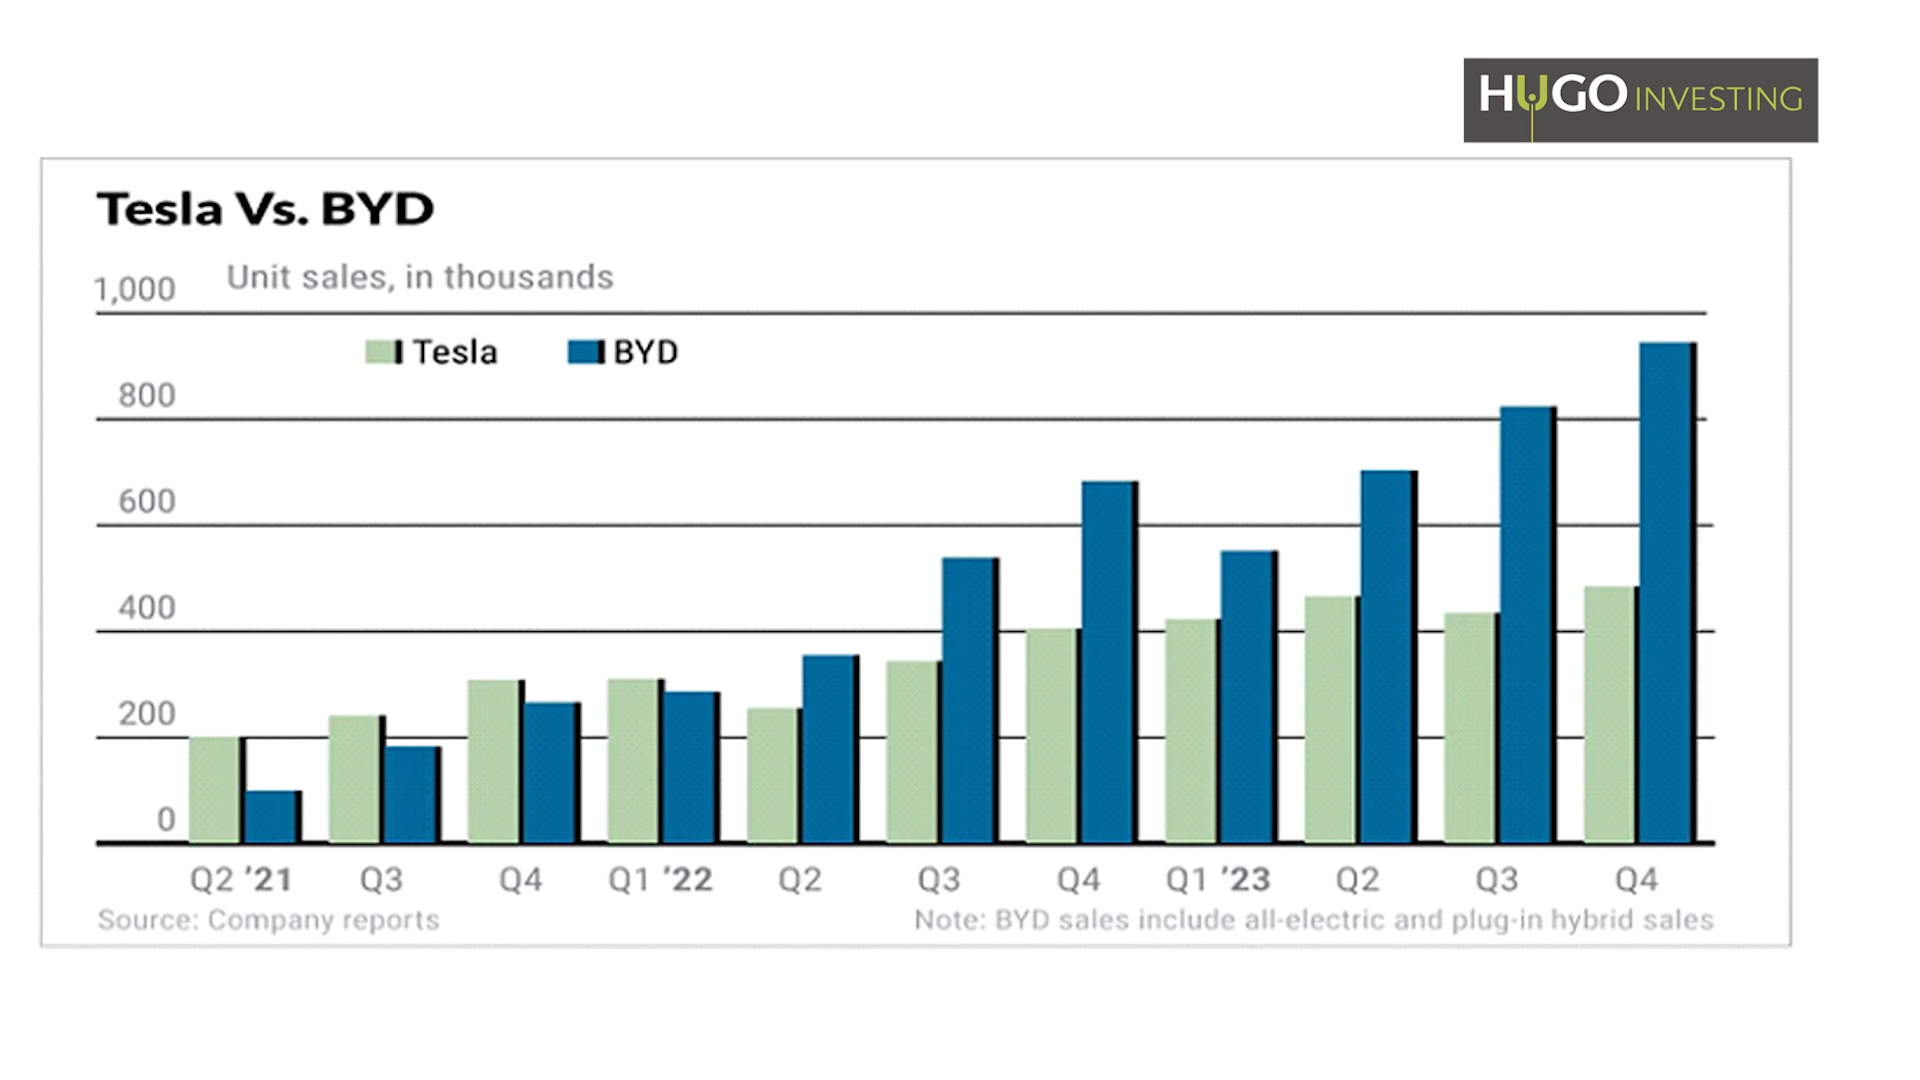 HUGO INVESTING
Tesla Vs. BYD
Unit sales, in thousands
1,000
Tesla BYD
800
600
400
200
0
Q2 ’21 Q3 Q4 Q1 ’22 Q2 Q3 Q4 Q1 ’23 Q2 Q3 Q4
Source: Company reports
Note: BYD sales include all-electric and plug-in hybrid sales